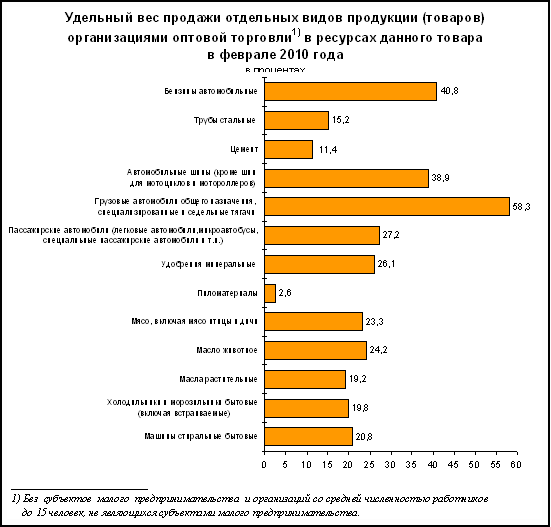 Удельный вес продажи отдельных видов продукции (товаров)
организациями оптовой торговли1) в ресурсах данного товара
в феврале 2010 года
в процентах
Бензины автомобильные
40,8
Трубы стальные
15,2
Цемент
11,4
Автомобильные шины (кроме шин
для мотоциклов и мотороллеров)
38,9
Грузовые автомобили общего назначения,
специализированные и седельные тягачи
58,3
Пассажирские автомобили (легковые автомобили,микроавтобусы,
специальные пассажирские автомобили и т.п.)
27,2
Удобрения минеральные
26,1
Пиломатериалы
2,6
Мясо, включая мясо птицы и дичи
23,3
Масло животное
24,2
Масла растительные
19,2
Холодильники и морозильники бытовые
(включая встраиваемые)
19,8
Машины стиральные бытовые
20,8
0 5 10 15 20 25 30 35 40 45 50 55 60
1) Без субъектов малого предпринимательства и организаций со средней численностью работников
до 15 человек, не являющихся субъектами малого предпринимательства.